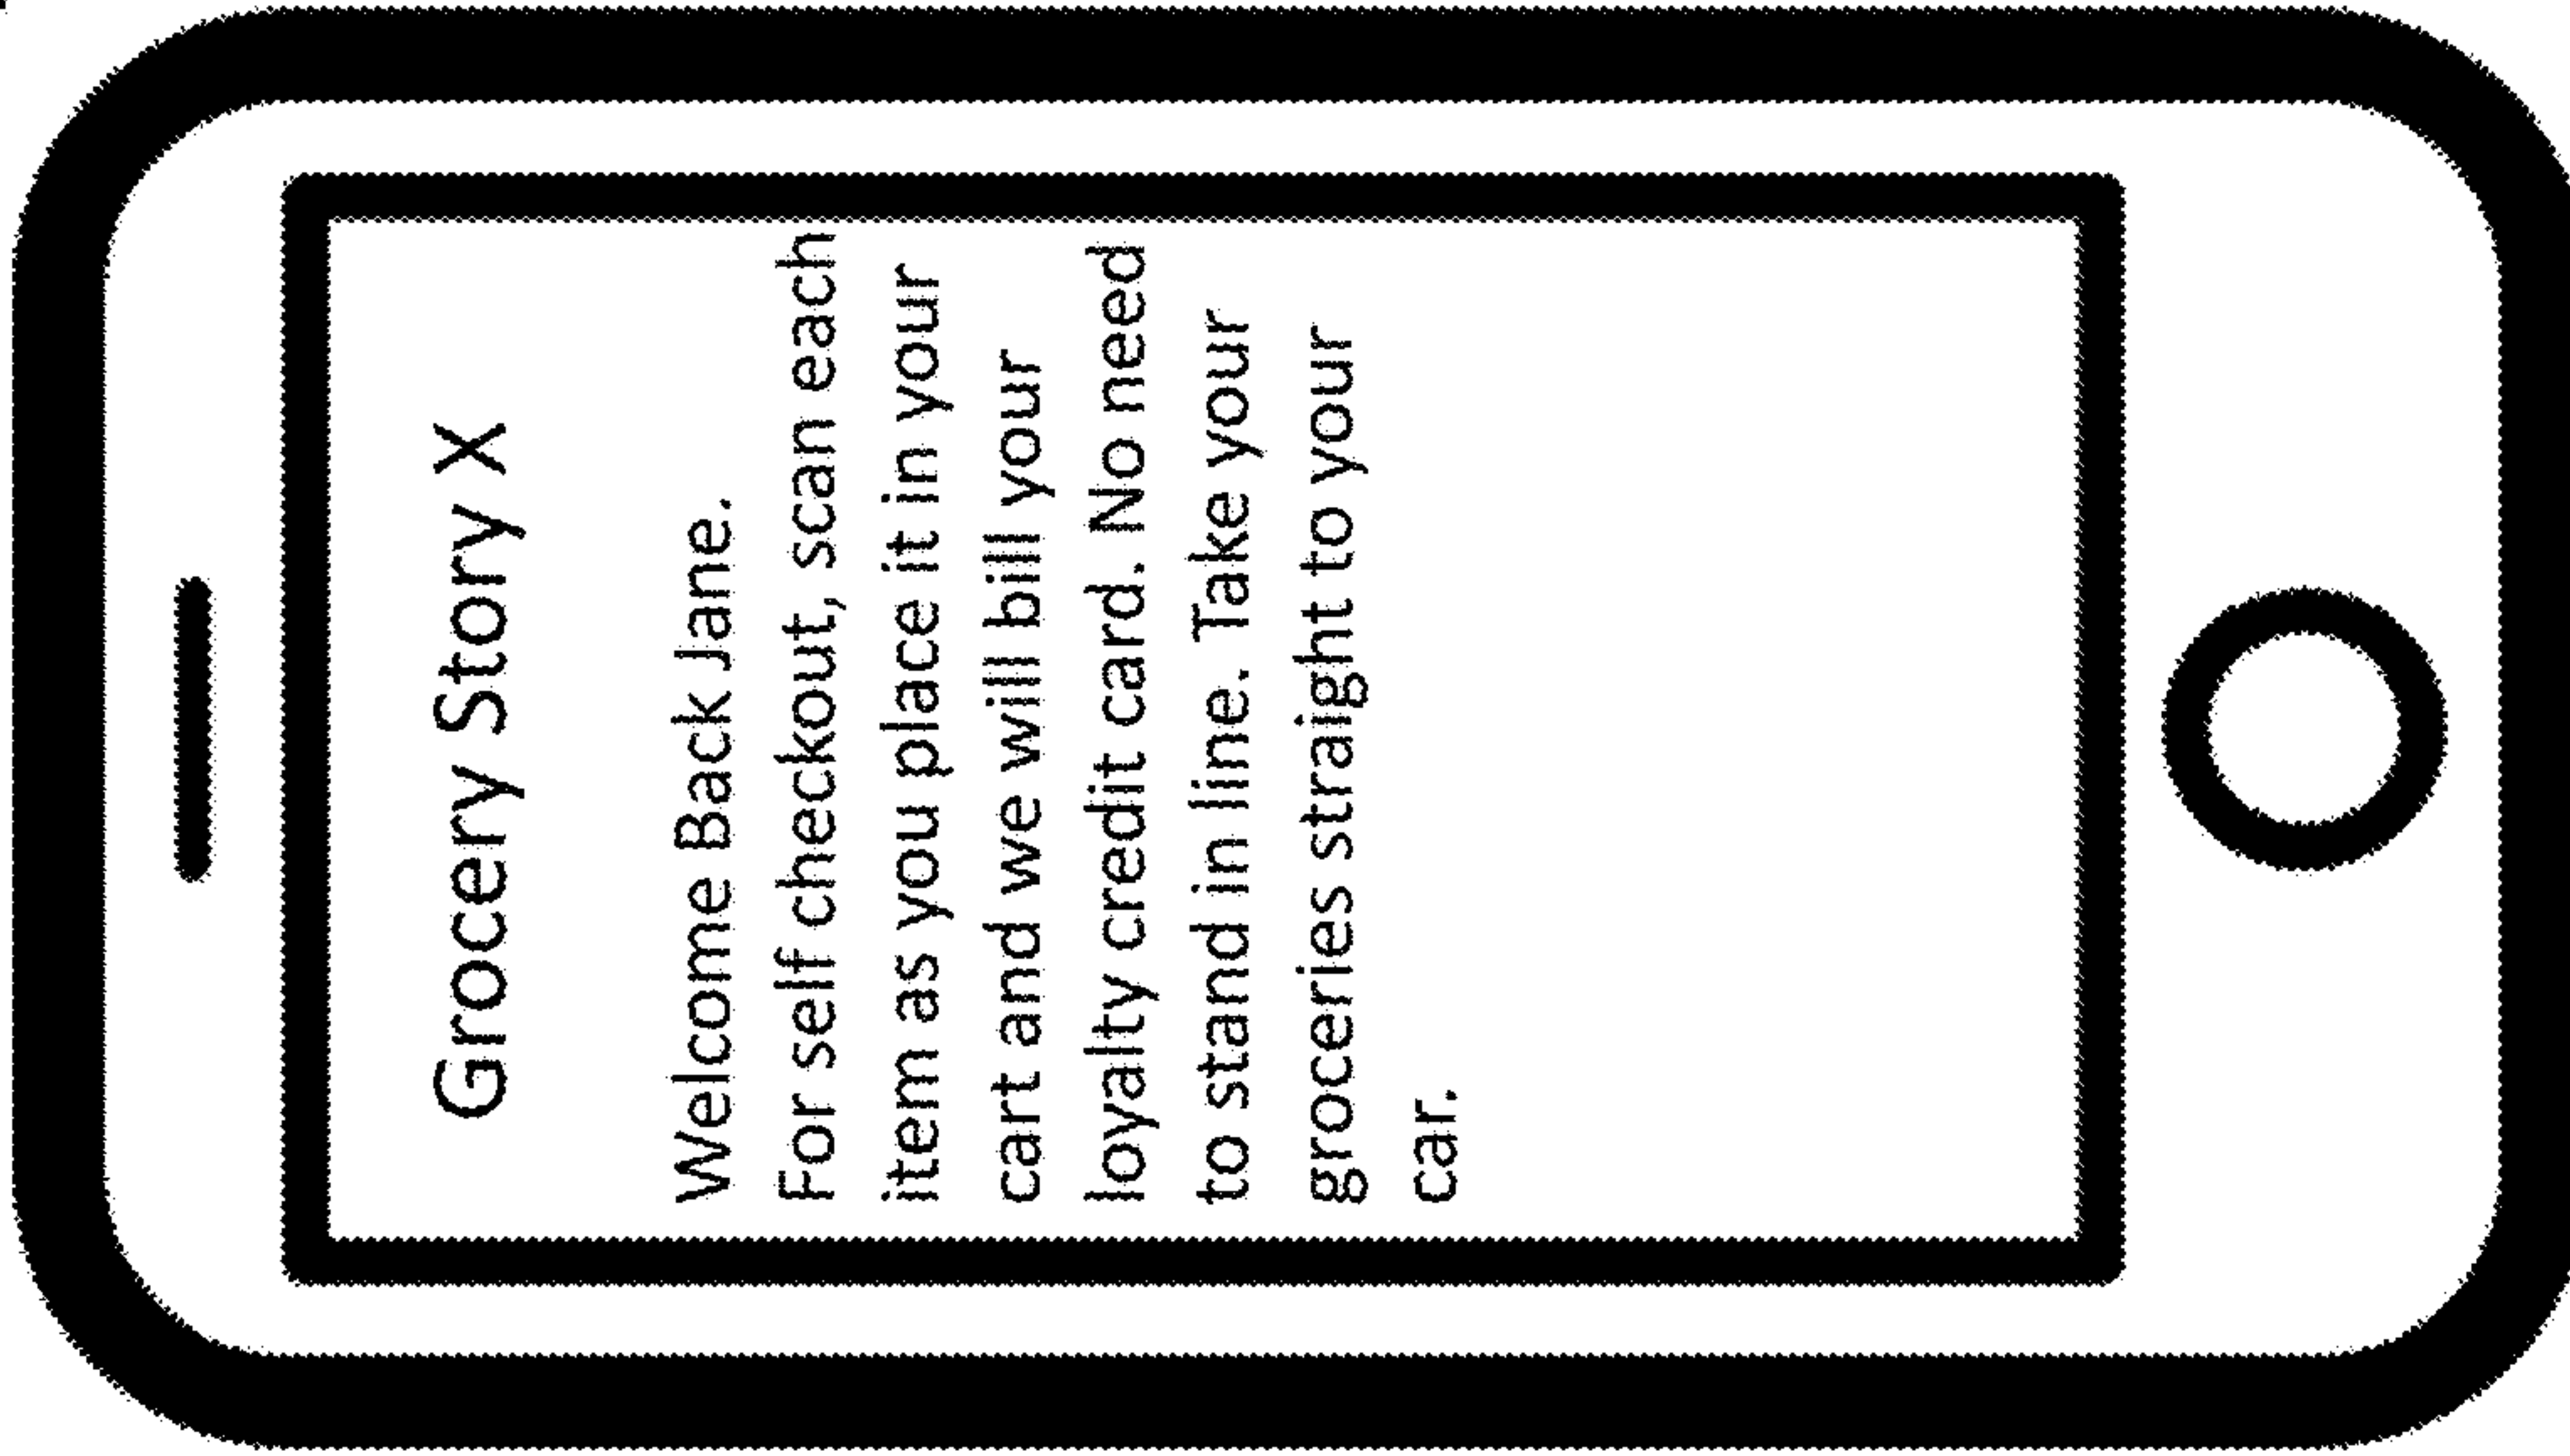 Grocery Story X
Welcome Back Jane.
For self checkout, scan each
item as you place it in your
cart and we will bill your
loyalty credit card. No need
to stand in line. Take your
groceries straight to your
car.